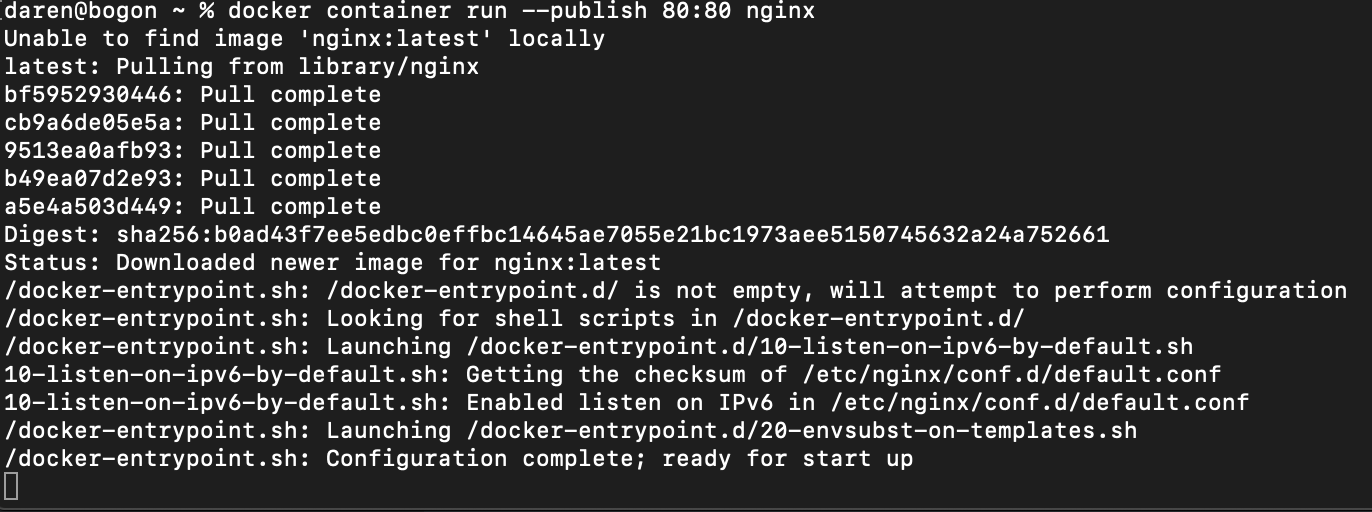 daren@bogon ~ % docker container run --publish 80:80 nginx
Unable to find image 'nginx:latest' locally
latest: Pulling from library/nginx
bf5952930446: Pull complete
cb9a6de05e5a: Pull complete
9513ea0afb93: Pull complete
b49ea07d2e93: Pull complete
a5e4a503d449: Pull complete
Digest: sha256:b0ad43f7ee5edbc0effbc14645ae7055e21bc1973aee5150745632a24a752661
Status: Downloaded newer image for nginx:latest
/docker-entrypoint.sh: /docker-entrypoint.d/ is not empty, will attempt to perform configuration
/docker-entrypoint.sh: Looking for shell scripts in /docker-entrypoint.d/
/docker-entrypoint.sh: Launching /docker-entrypoint.d/10-listen-on-ipv6-by-default.sh
10-listen-on-ipv6-by-default.sh: Getting the checksum of /etc/nginx/conf.d/default.conf
10-listen-on-ipv6-by-default.sh: Enabled listen on IPv6 in /etc/nginx/conf.d/default.conf
/docker-entrypoint.sh: Launching /docker-entrypoint.d/20-envsubst-on-templates.sh
/docker-entrypoint.sh: Configuration complete; ready for start up